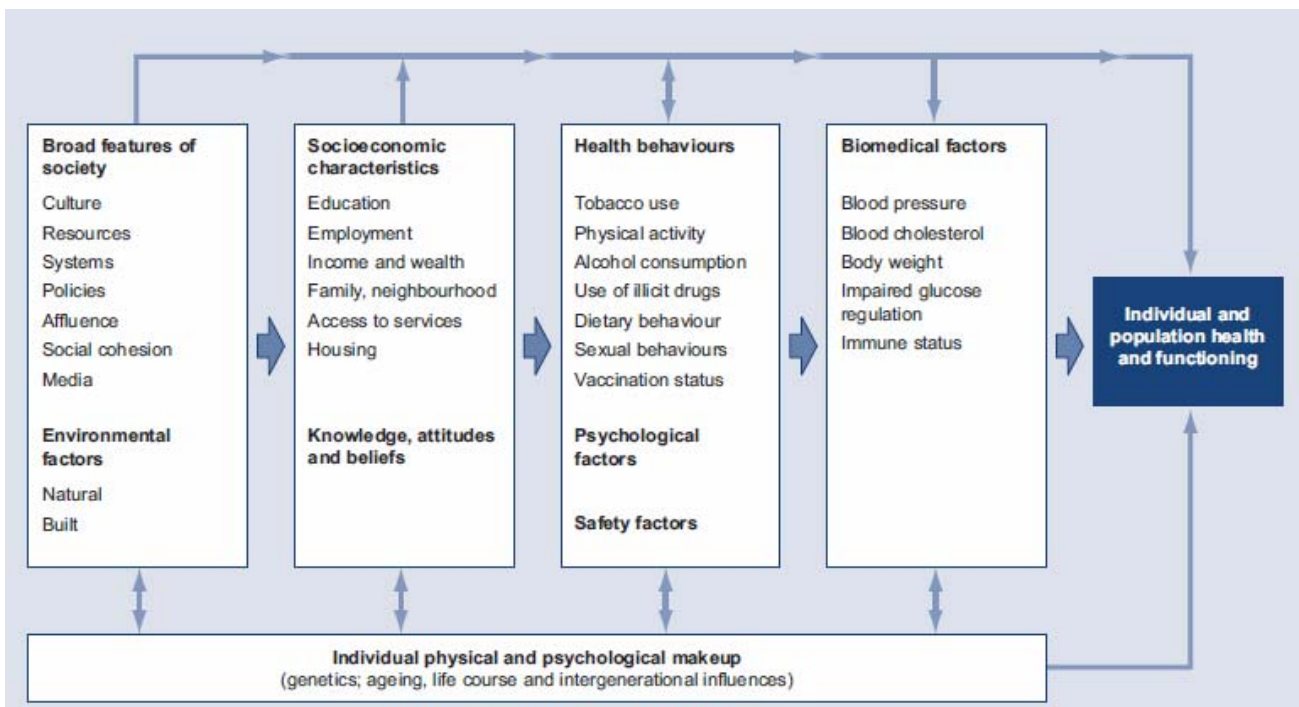 Broad features of
society
Culture
Resources
Systems
Policies
Affluence
Social cohesion
Media
Environmental
factors
Natural
Built
Socioeconomic
characteristics
Education
Employment
Income and wealth
Family, neighbourhood
Access to services
Housing
Knowledge, attitudes
and beliefs
Health behaviours
Tobacco use
Physical activity
Alcohol consumption
Use of illicit drugs
Dietary behaviour
Sexual behaviours
Vaccination status
Psychological
factors
Safety factors
Biomedical factors
Blood pressure
Blood cholesterol
Body weight
Impaired glucose
regulation
Immune status
Individual and
population health
and functioning
Individual physical and psychological makeup
(genetics; ageing, life course and intergenerational influences)